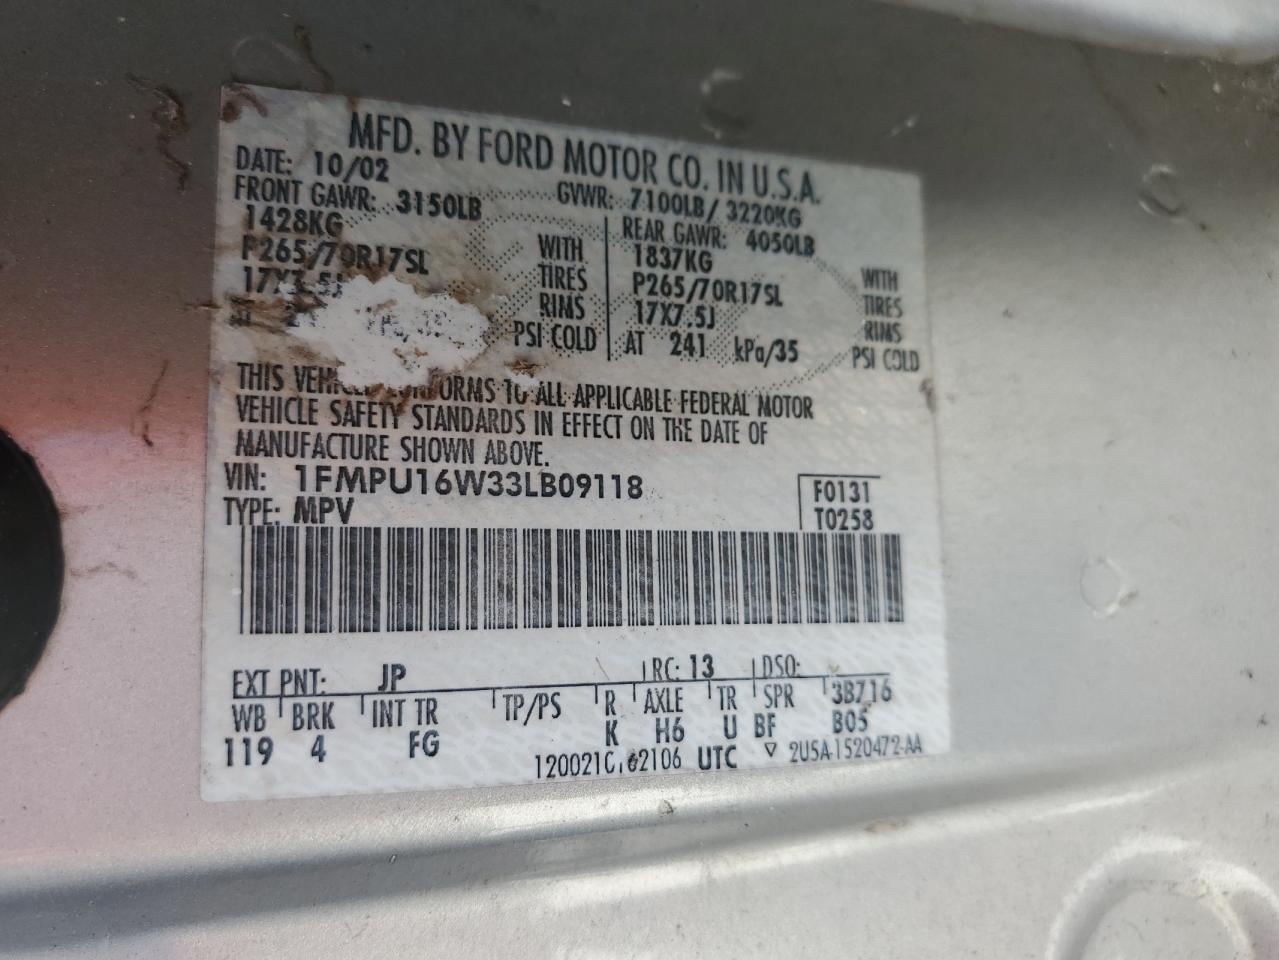 MFD. BY FORD MOTOR CO. IN U.S.A.
DATE: 10/02 GVWR: 7100LB / 3220KG
FRONT GAWR: 3150LB REAR GAWR: 4050LB
1428KG WITH 1837KG WITH
P265/70R17SL TIRES P265/70R17SL TIRES
17X7.5J RIMS 17X7.5J RIMS
AT PSI COLD AT 241 kPa/35 PSI COLD
THIS VEHICLE CONFORMS TO ALL APPLICABLE FEDERAL MOTOR
VEHICLE SAFETY STANDARDS IN EFFECT ON THE DATE OF
MANUFACTURE SHOWN ABOVE.
VIN: 1FMPU16W33LB09118 F0131
TYPE: MPV T0258
EXT PNT: JP RC: 13 DSO:
WB BRK INT TR TP/PS R AXLE TR SPR 3B716
119 4 FG K H6 U BF B05
UTC ▽ 2U5A-1520472-AA